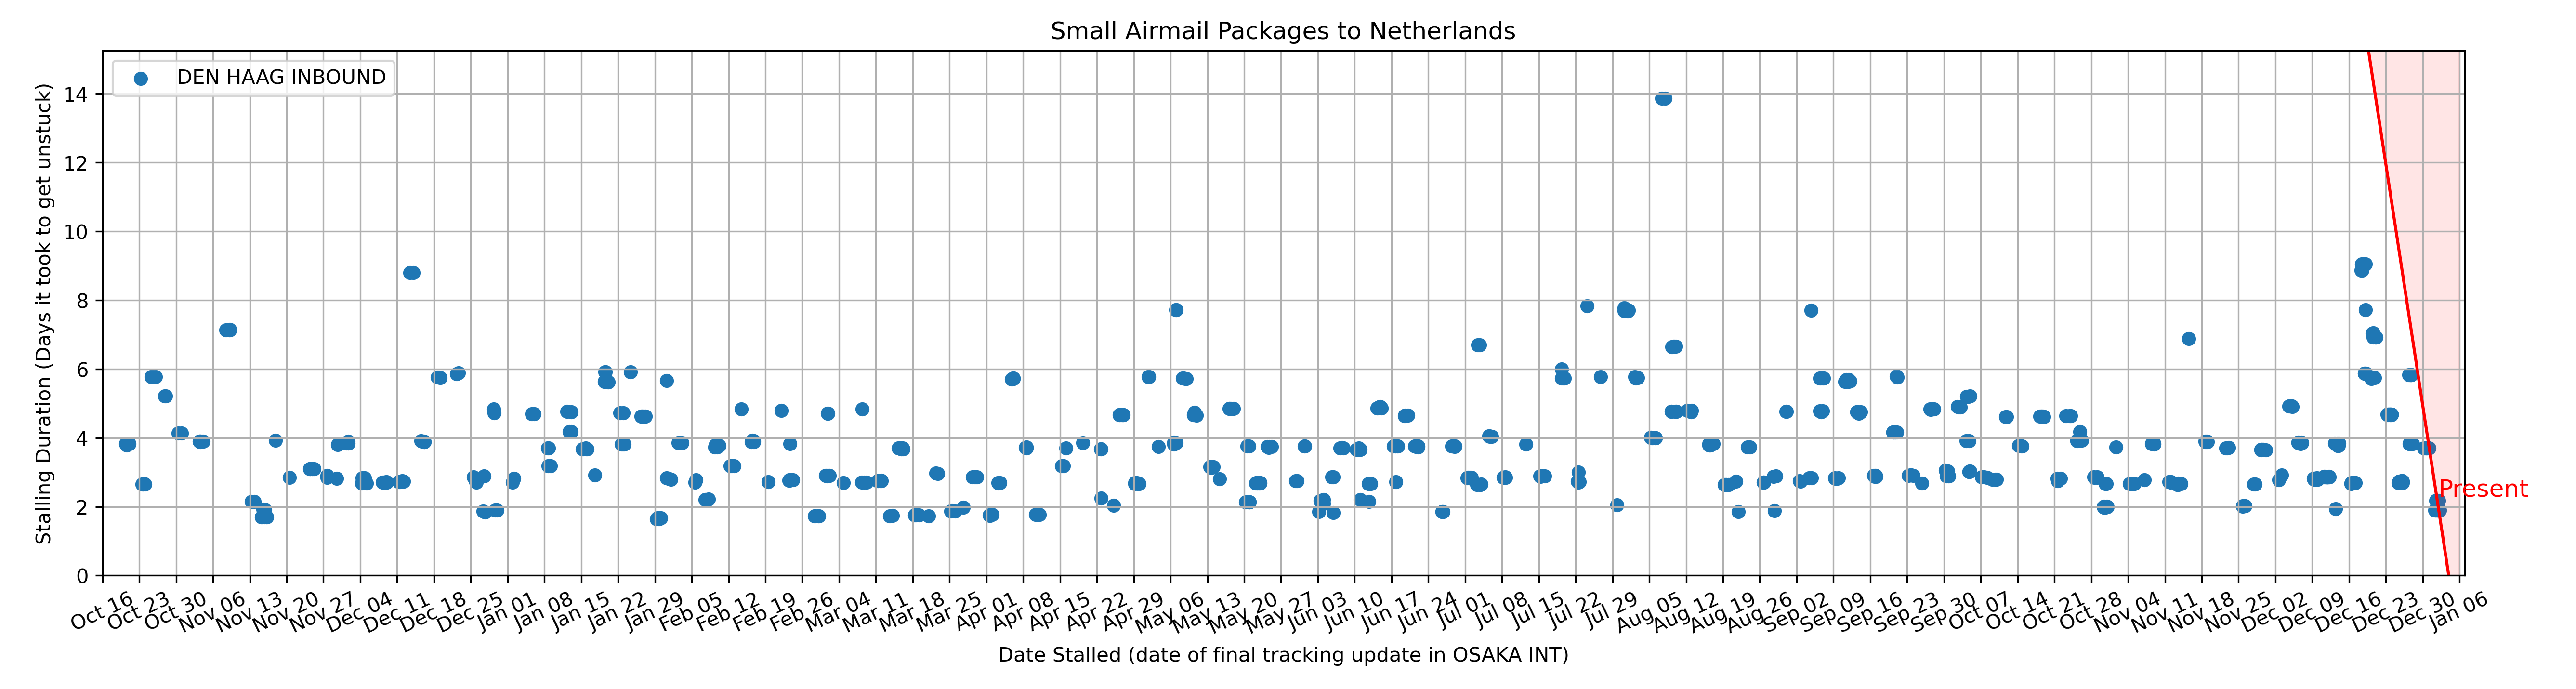 Small Airmail Packages to Netherlands
DEN HAAG INBOUND
Stalling Duration (Days it took to get unstuck)
14
12
10
8
6
4
2
0
Present
Oct 16
Oct 23
Oct 30
Nov 06
Nov 13
Nov 20
Nov 27
Dec 04
Dec 11
Dec 18
Dec 25
Jan 01
Jan 08
Jan 15
Jan 22
Jan 29
Feb 05
Feb 12
Feb 19
Feb 26
Mar 04
Mar 11
Mar 18
Mar 25
Apr 01
Apr 08
Apr 15
Apr 22
Apr 29
May 06
May 13
May 20
May 27
Jun 03
Jun 10
Jun 17
Jun 24
Jul 01
Jul 08
Jul 15
Jul 22
Jul 29
Aug 05
Aug 12
Aug 19
Aug 26
Sep 02
Sep 09
Sep 16
Sep 23
Sep 30
Oct 07
Oct 14
Oct 21
Oct 28
Nov 04
Nov 11
Nov 18
Nov 25
Dec 02
Dec 09
Dec 16
Dec 23
Dec 30
Jan 06
Date Stalled (date of final tracking update in OSAKA INT)